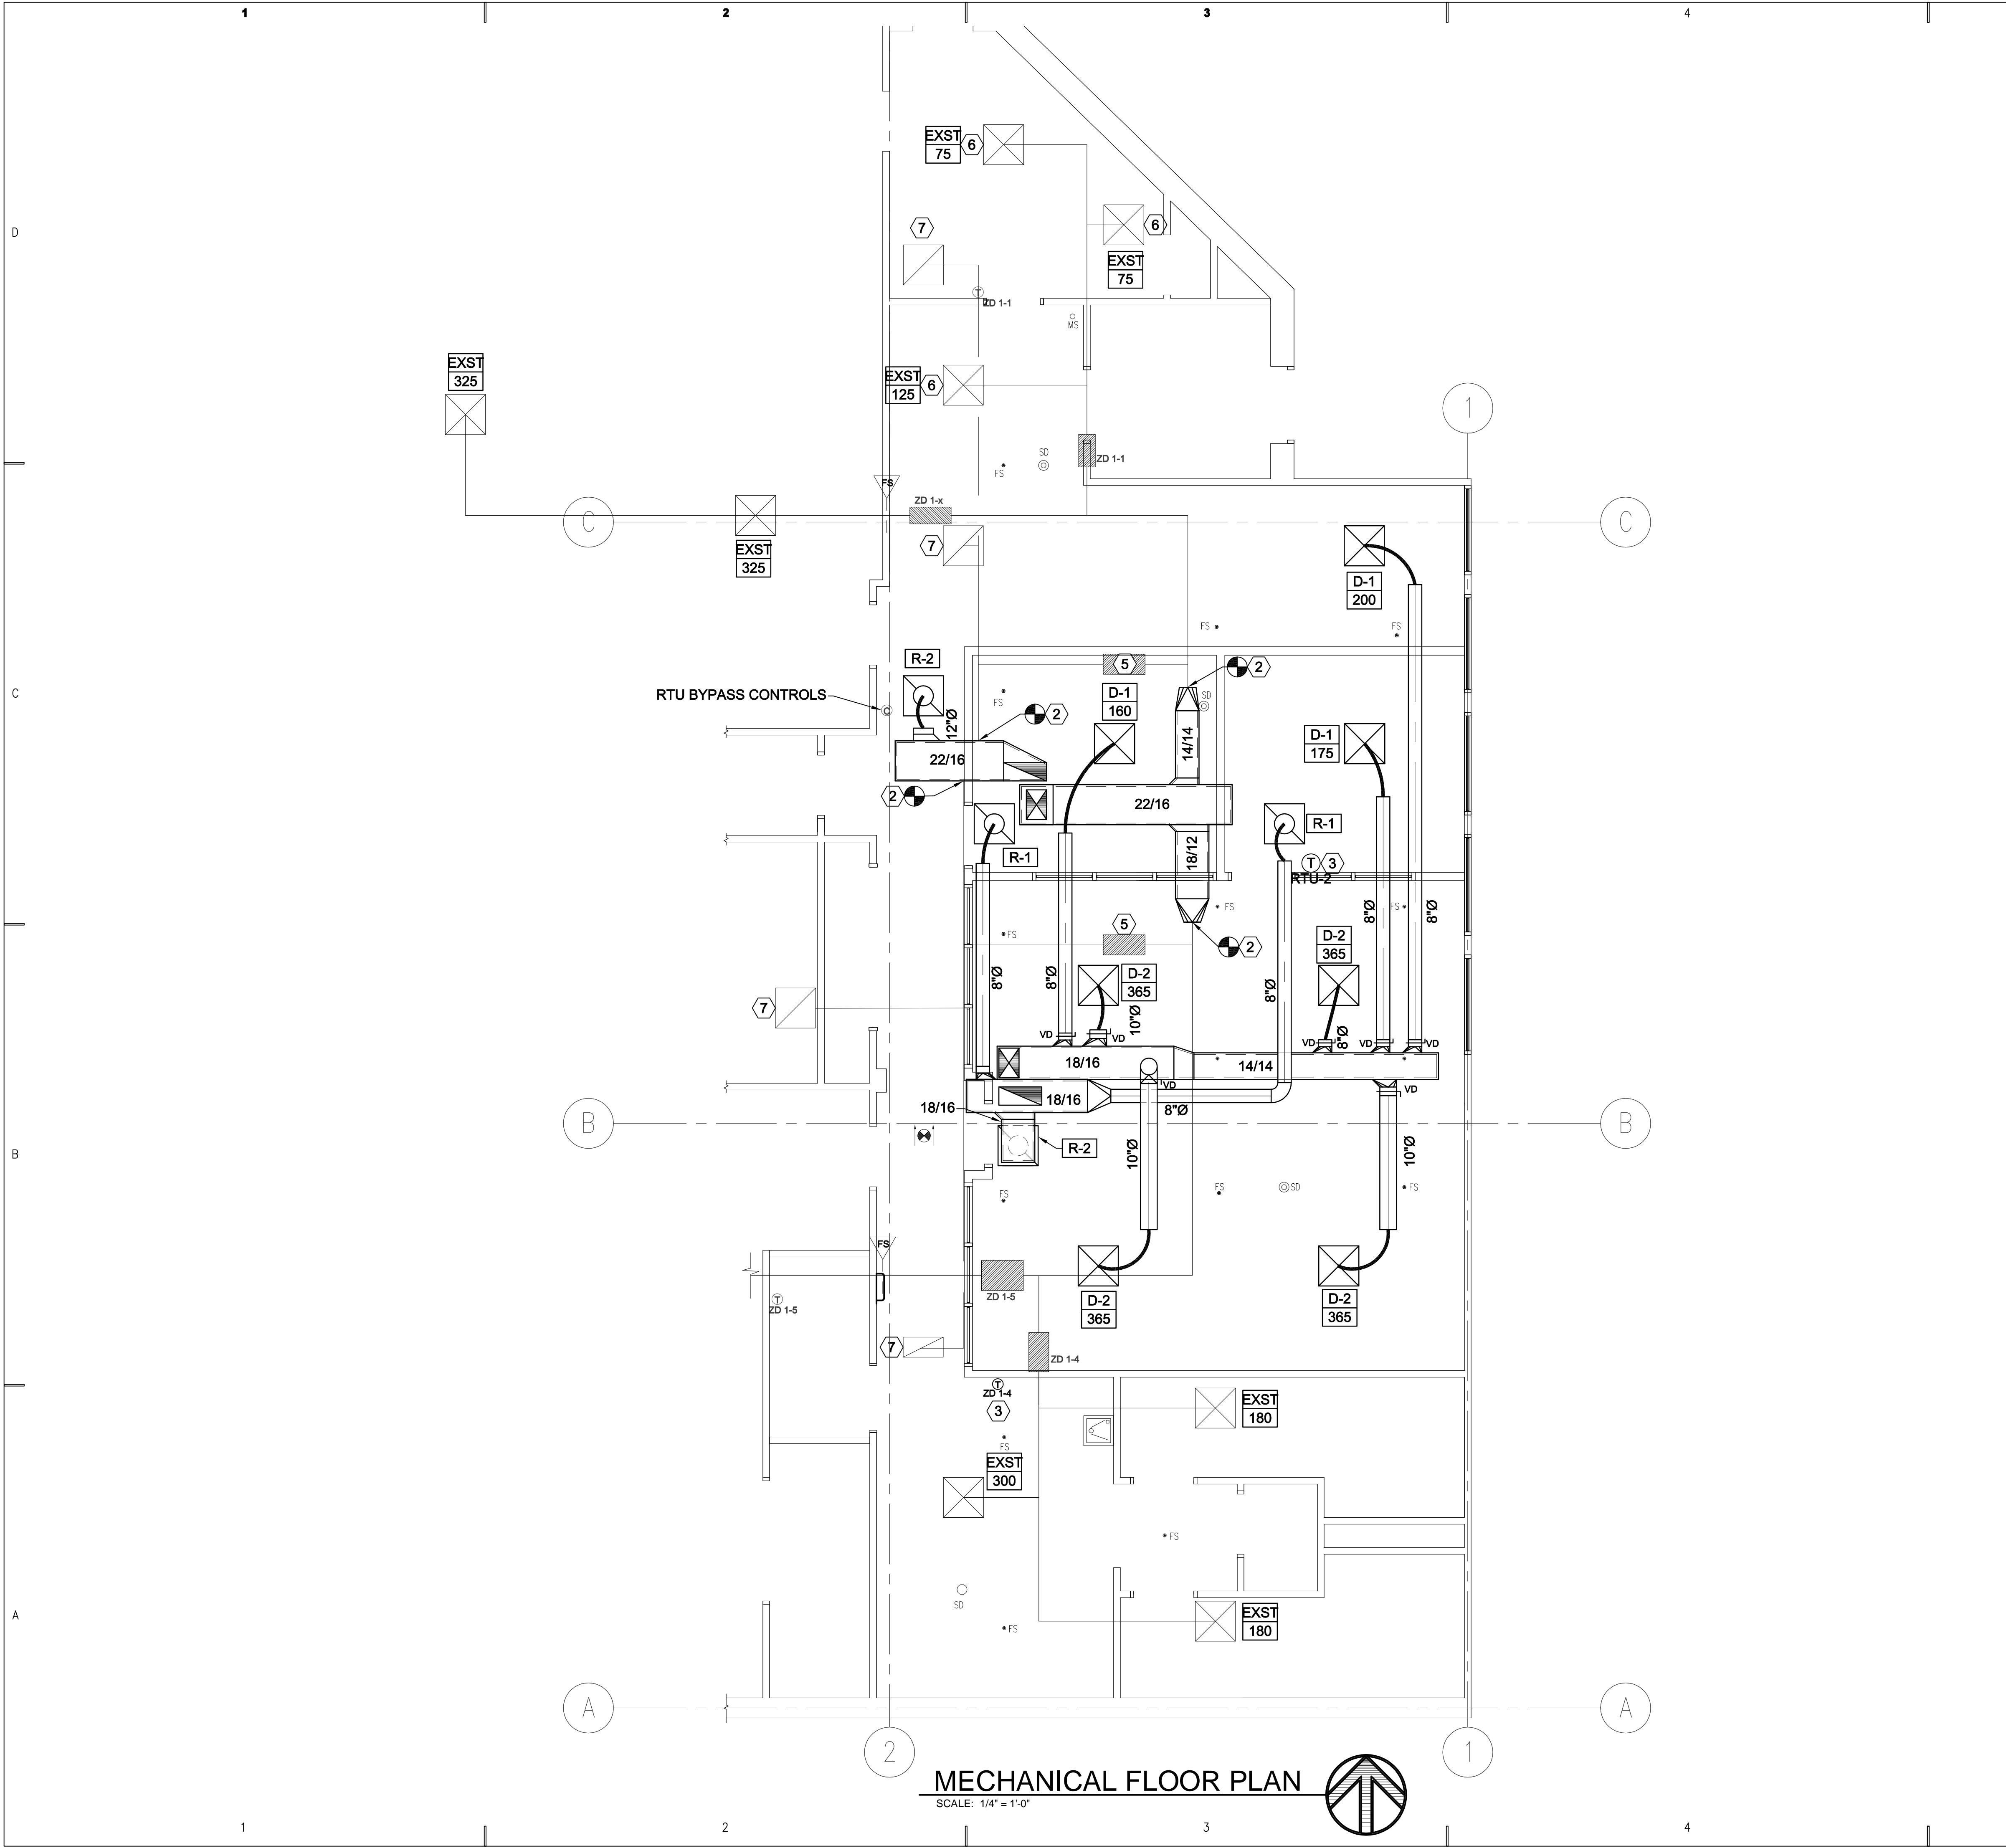 1
2
3
4
EXST
75
6
6
7
D
EXST
75
T
ZD 1-1
MS
EXST
325
EXST
125
6
1
SD
FS
ZD 1-1
FS
ZD 1-x
C
C
7
EXST
325
D-1
200
FS
FS
R-2
5
2
RTU BYPASS CONTROLS
C
C
FS
D-1
160
SD
12"Ø
2
14/14
D-1
175
22/16
2
22/16
R-1
R-1
18/12
T
3
RTU-2
FS
8"Ø
FS
8"Ø
5
FS
2
D-2
365
8"Ø
8"Ø
D-2
365
8"Ø
7
10"Ø
VD
VD
VD
8"Ø
VD
VD
18/16
14/14
VD
VD
18/16
18/16
8"Ø
B
B
B
R-2
10"Ø
10"Ø
FS
FS
SD
FS
FS
ZD 1-5
T
ZD 1-5
D-2
365
D-2
365
7
ZD 1-4
T
ZD 1-4
3
EXST
180
FS
EXST
300
FS
SD
A
EXST
180
FS
A
A
2
1
MECHANICAL FLOOR PLAN
SCALE: 1/4" = 1'-0"
1
2
3
4